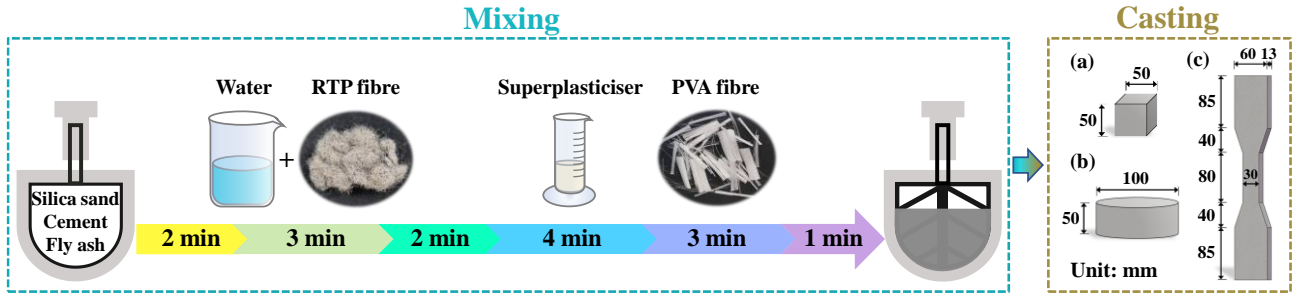 Mixing
Casting
Water
RTP fibre
Superplasticiser
PVA fibre
+
Silica sand
Cement
Fly ash
2 min
3 min
2 min
4 min
3 min
1 min
(a)
50
50
(b)
100
50
Unit: mm
(c)
60 13
85
40
80
30
40
85